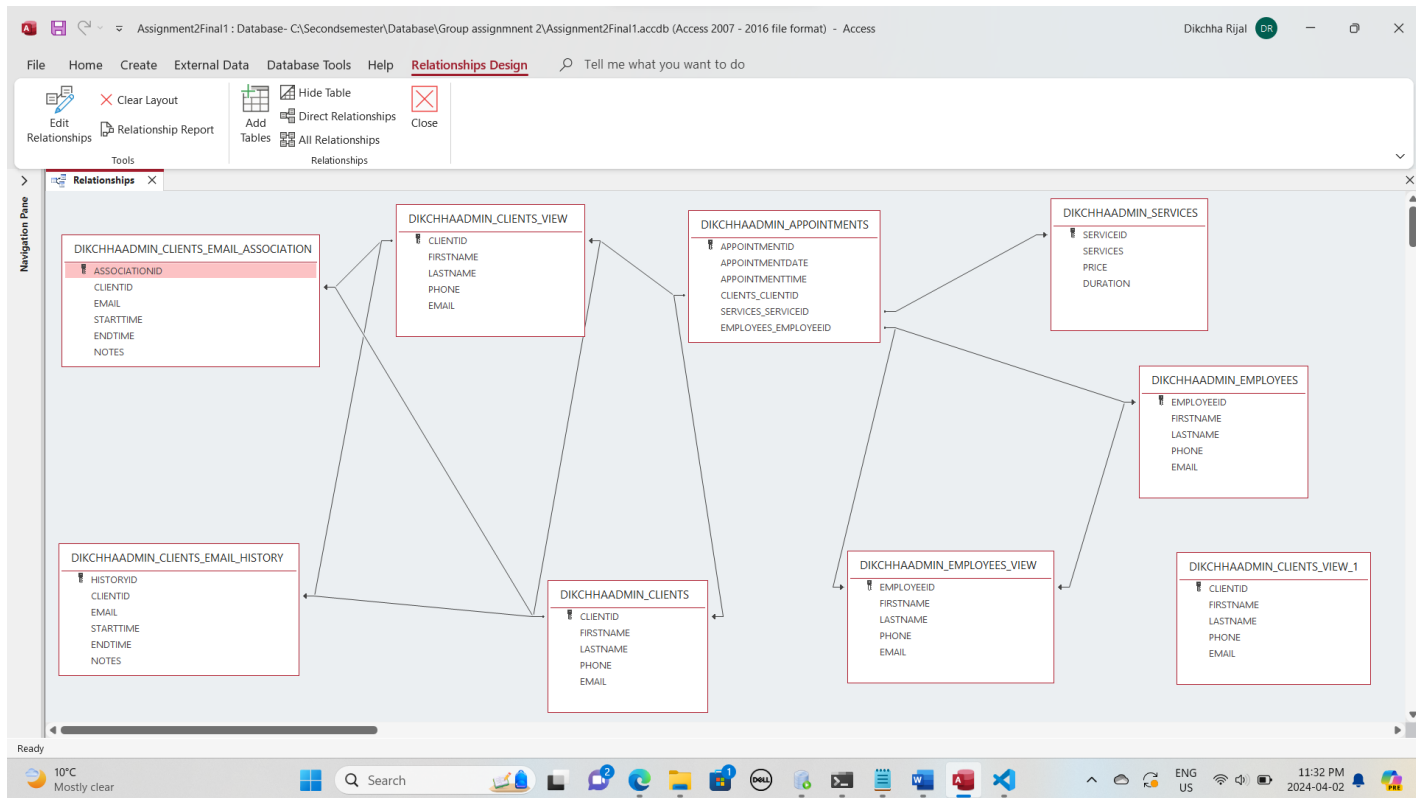 Assignment2Final1 : Database- C:\Secondsemester\Database\Group assignmnent 2\Assignment2Final1.accdb (Access 2007 - 2016 file format) - Access
Dikchha Rijal
DR
File Home Create External Data Database Tools Help Relationships Design Tell me what you want to do
Edit Relationships
Clear Layout
Relationship Report
Tools
Add Tables
Hide Table
Direct Relationships
All Relationships
Close
Relationships
Navigation Pane
Relationships
DIKCHHAADMIN_CLIENTS_EMAIL_ASSOCIATION
ASSOCIATIONID
CLIENTID
EMAIL
STARTTIME
ENDTIME
NOTES
DIKCHHAADMIN_CLIENTS_VIEW
CLIENTID
FIRSTNAME
LASTNAME
PHONE
EMAIL
DIKCHHAADMIN_APPOINTMENTS
APPOINTMENTID
APPOINTMENTDATE
APPOINTMENTTIME
CLIENTS_CLIENTID
SERVICES_SERVICEID
EMPLOYEES_EMPLOYEEID
DIKCHHAADMIN_SERVICES
SERVICEID
SERVICES
PRICE
DURATION
DIKCHHAADMIN_EMPLOYEES
EMPLOYEEID
FIRSTNAME
LASTNAME
PHONE
EMAIL
DIKCHHAADMIN_CLIENTS_EMAIL_HISTORY
HISTORYID
CLIENTID
EMAIL
STARTTIME
ENDTIME
NOTES
DIKCHHAADMIN_CLIENTS
CLIENTID
FIRSTNAME
LASTNAME
PHONE
EMAIL
DIKCHHAADMIN_EMPLOYEES_VIEW
EMPLOYEEID
FIRSTNAME
LASTNAME
PHONE
EMAIL
DIKCHHAADMIN_CLIENTS_VIEW_1
CLIENTID
FIRSTNAME
LASTNAME
PHONE
EMAIL
Ready
10°C
Mostly clear
Search
2
1
DELL
ENG
US
11:32 PM
2024-04-02
PRE